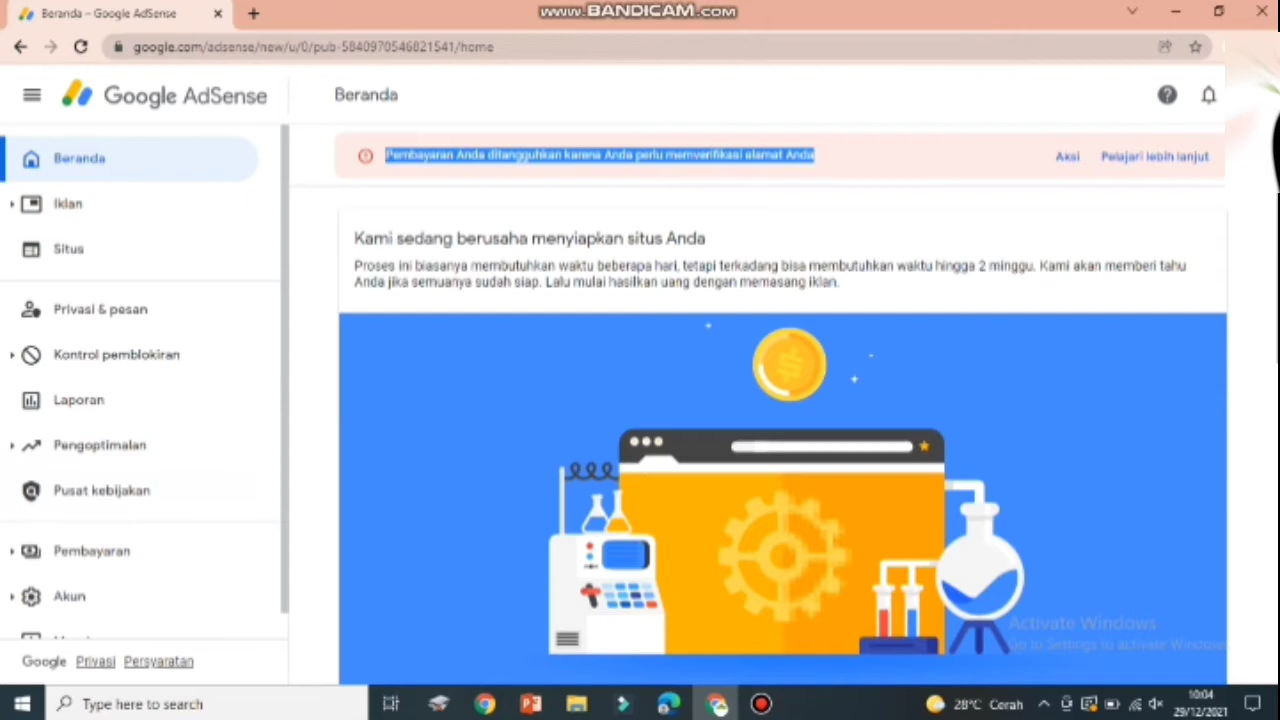 Beranda – Google AdSense
www.BANDICAM.com
google.com/adsense/new/u/0/pub-5840970546821541/home
Google AdSense
Beranda
Beranda
Iklan
Situs
Privasi & pesan
Kontrol pemblokiran
Laporan
Pengoptimalan
Pusat kebijakan
Pembayaran
Akun
Google Privasi Persyaratan
Pembayaran Anda ditangguhkan karena Anda perlu memverifikasi alamat Anda
Aksi Pelajari lebih lanjut
Kami sedang berusaha menyiapkan situs Anda
Proses ini biasanya membutuhkan waktu beberapa hari, tetapi terkadang bisa membutuhkan waktu hingga 2 minggu. Kami akan memberi tahu
Anda jika semuanya sudah siap. Lalu mulai hasilkan uang dengan memasang iklan.
Activate Windows
Go to Settings to activate Windows
Type here to search
28°C Cerah
10:04
29/12/2021